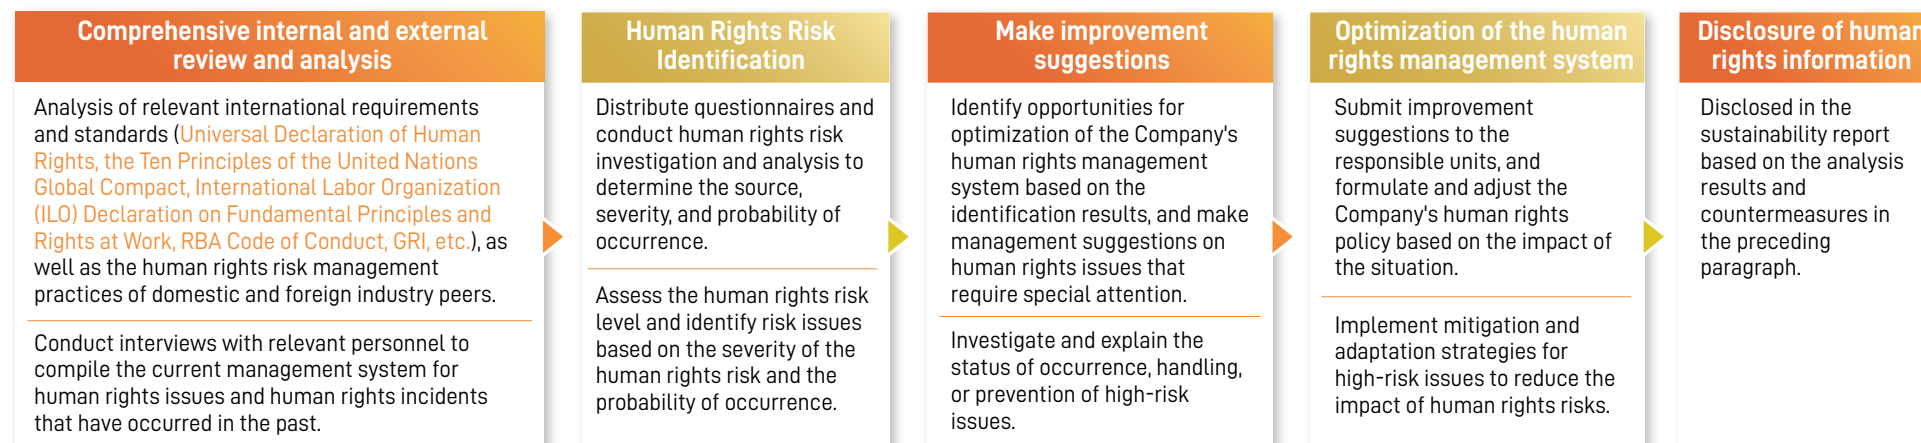 Comprehensive internal and external
review and analysis
Analysis of relevant international requirements
and standards (Universal Declaration of Human
Rights, the Ten Principles of the United Nations
Global Compact, International Labor Organization
(ILO) Declaration on Fundamental Principles and
Rights at Work, RBA Code of Conduct, GRI, etc.), as
well as the human rights risk management
practices of domestic and foreign industry peers.
Conduct interviews with relevant personnel to
compile the current management system for
human rights issues and human rights incidents
that have occurred in the past.
Human Rights Risk
Identification
Distribute questionnaires and
conduct human rights risk
investigation and analysis to
determine the source,
severity, and probability of
occurrence.
Assess the human rights risk
level and identify risk issues
based on the severity of the
human rights risk and the
probability of occurrence.
Make improvement
suggestions
Identify opportunities for
optimization of the Company's
human rights management
system based on the
identification results, and make
management suggestions on
human rights issues that
require special attention.
Investigate and explain the
status of occurrence, handling,
or prevention of high-risk
issues.
Optimization of the human
rights management system
Submit improvement
suggestions to the
responsible units, and
formulate and adjust the
Company's human rights
policy based on the impact of
the situation.
Implement mitigation and
adaptation strategies for
high-risk issues to reduce the
impact of human rights risks.
Disclosure of human
rights information
Disclosed in the
sustainability report
based on the analysis
results and
countermeasures in
the preceding
paragraph.